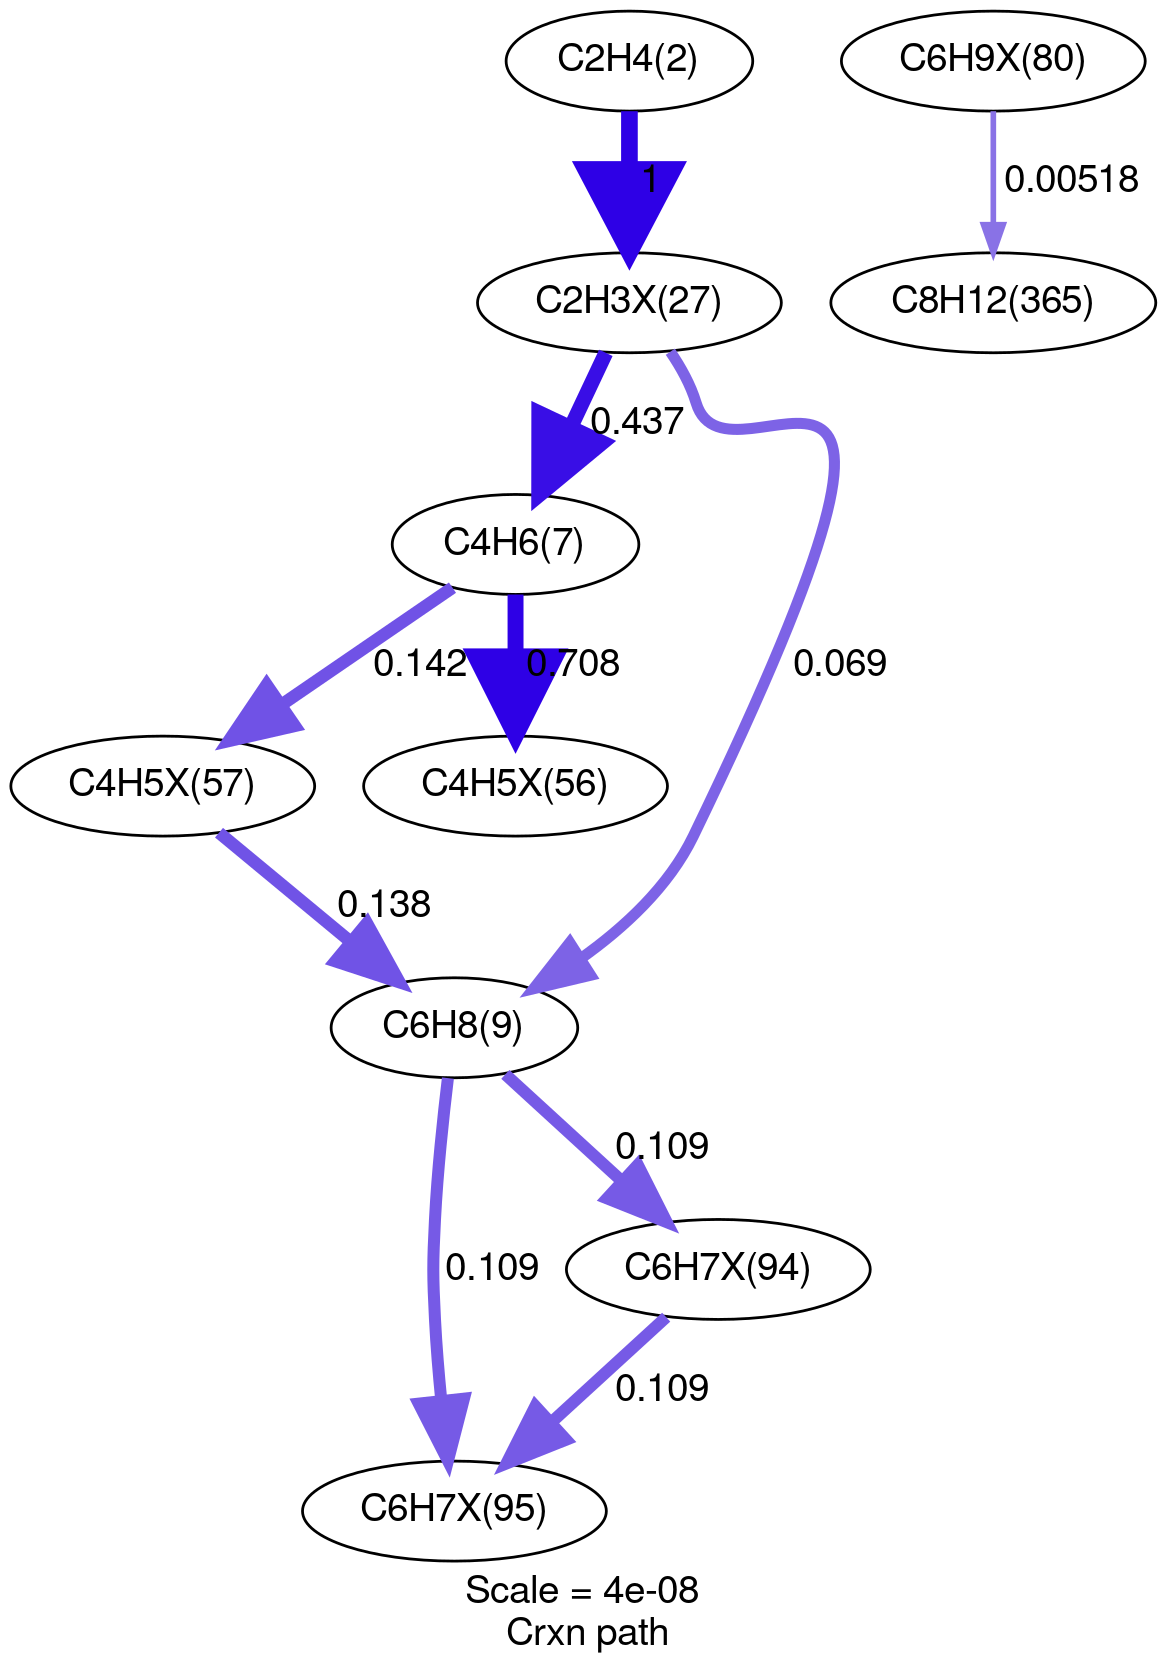 C2H4(2)
C6H9X(80)
1
0.00518
C2H3X(27)
C8H12(365)
0.437
C4H6(7)
0.142
0.708
0.069
C4H5X(57)
C4H5X(56)
0.138
C6H8(9)
0.109
0.109
C6H7X(94)
0.109
C6H7X(95)
Scale = 4e-08
Crxn path